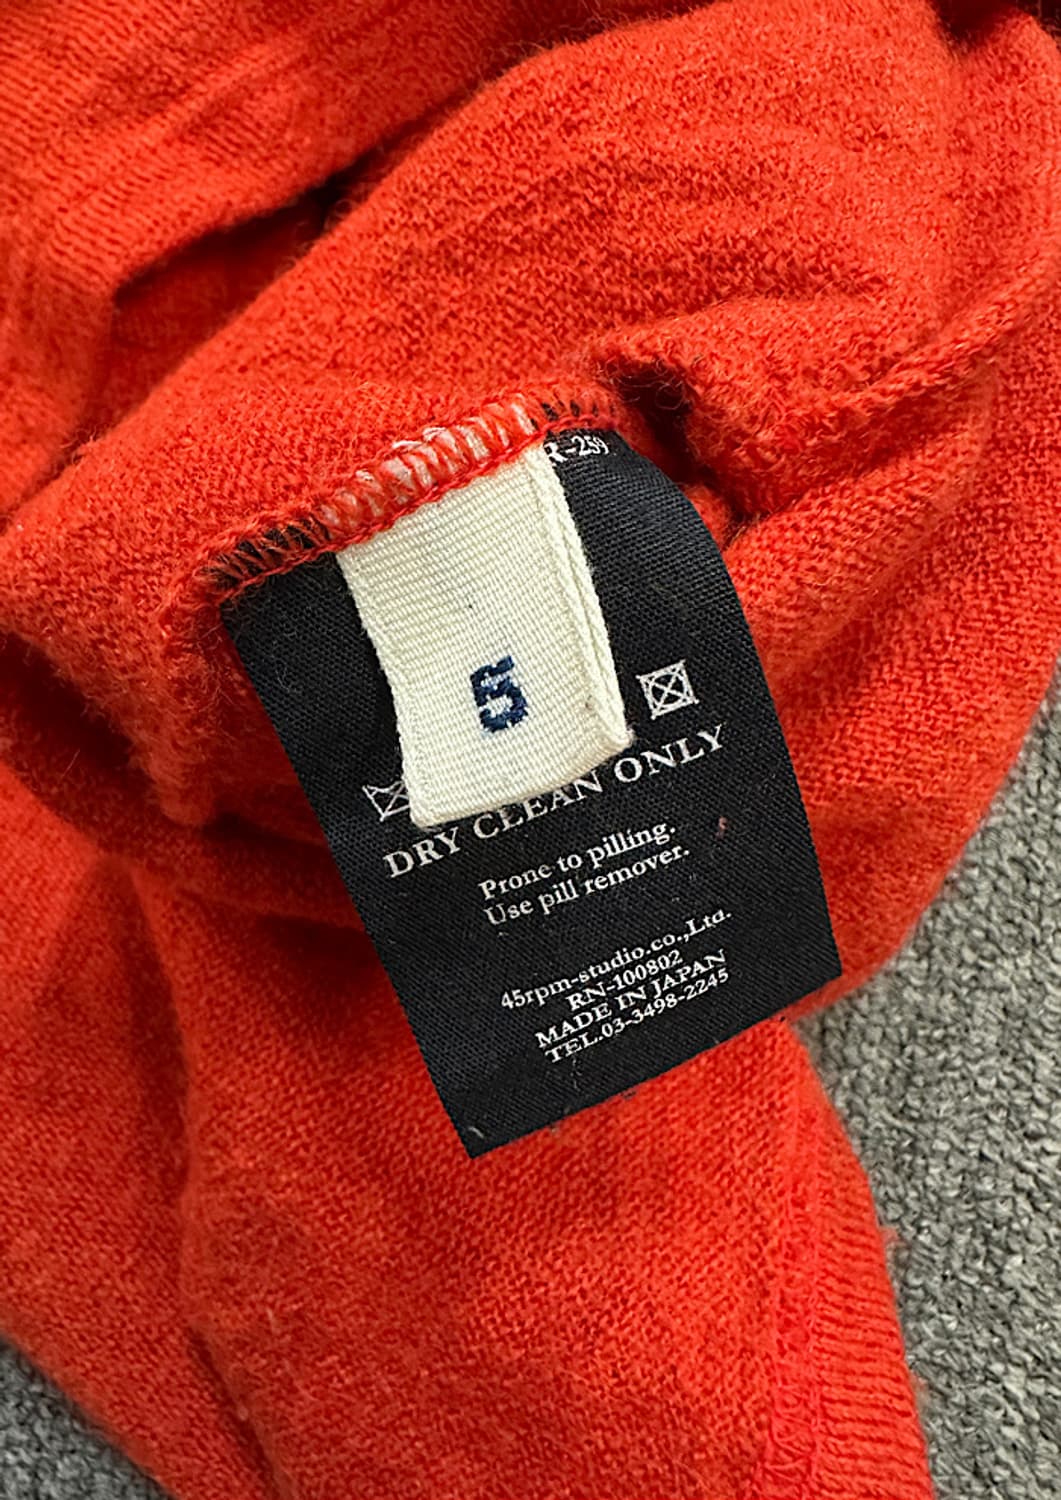 R-259
5
DRY CLEAN ONLY
Prone to pilling.
Use pill remover.
45rpm-studio.co.,Ltd.
RN-100802
MADE IN JAPAN
TEL.03-3498-2245